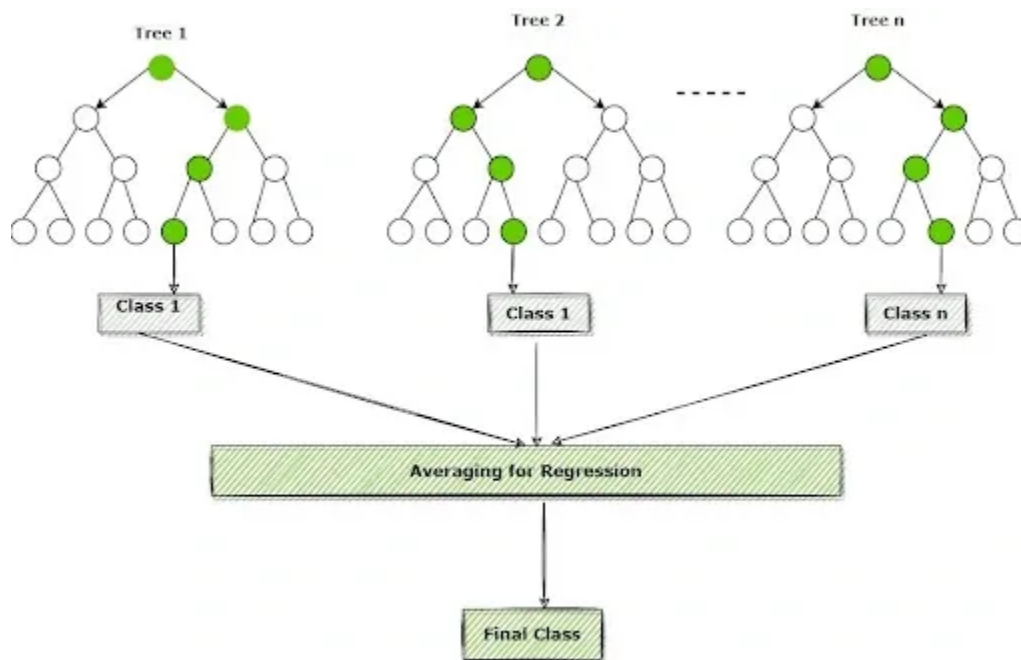 Tree 1
Tree 2
Tree n
Class 1
Class 1
Class n
Averaging for Regression
Final Class